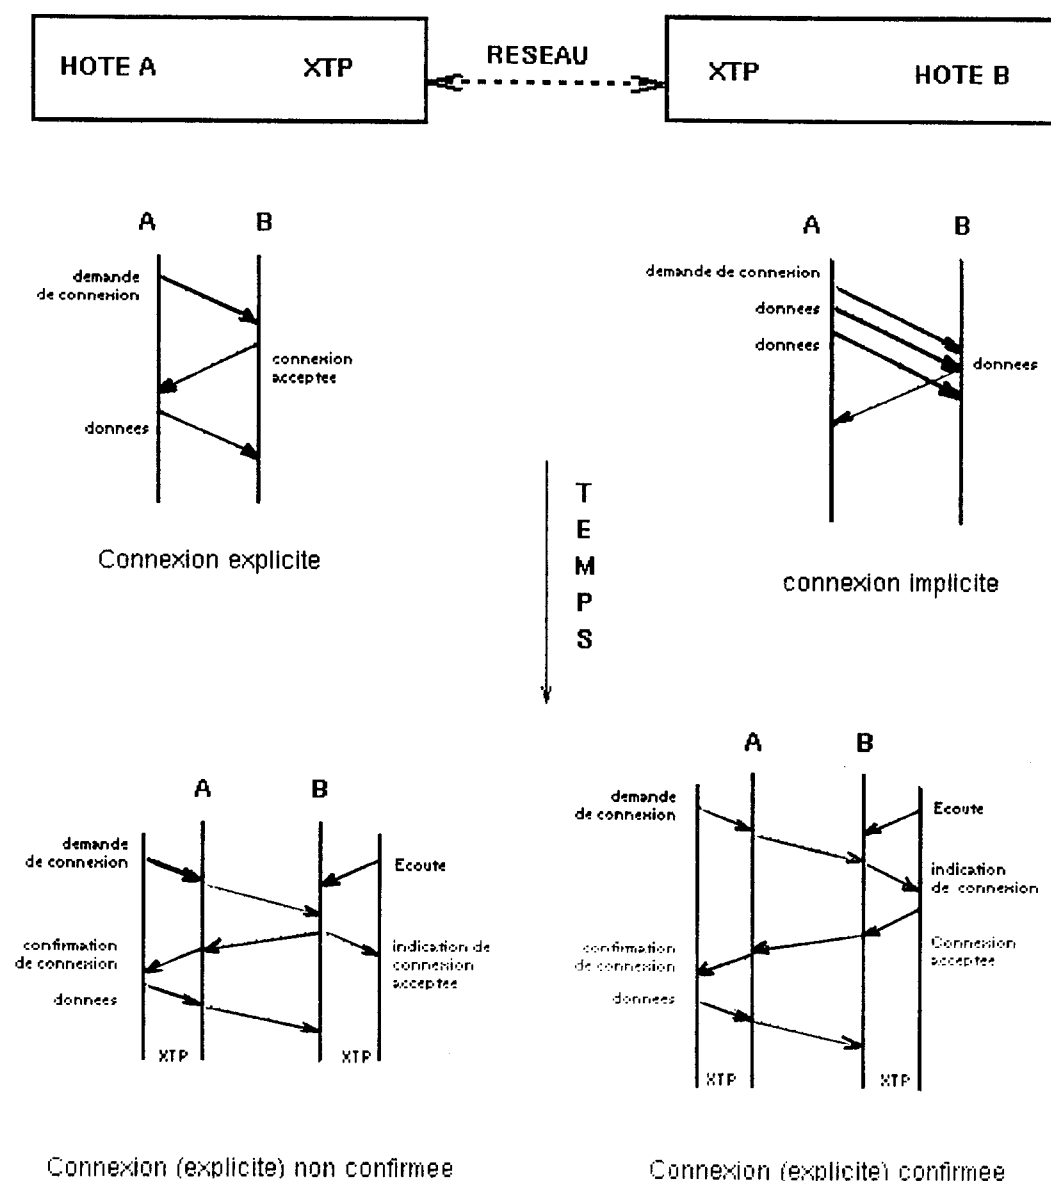 HOTE A XTP
RESEAU
XTP HOTE B
A B
demande
de connexion
connexion
acceptee
donnees
Connexion explicite
A B
demande de connexion
donnees
donnees
donnees
connexion implicite
T
E
M
P
S
A B
demande
de connexion
Ecoute
confirmation
de connexion
indication de
connexion
acceptee
donnees
XTP XTP
Connexion (explicite) non confirmee
A B
demande
de connexion
Ecoute
indication
de connexion
confirmation
de connexion
Connexion
acceptee
donnees
XTP XTP
Connexion (explicite) confirmee